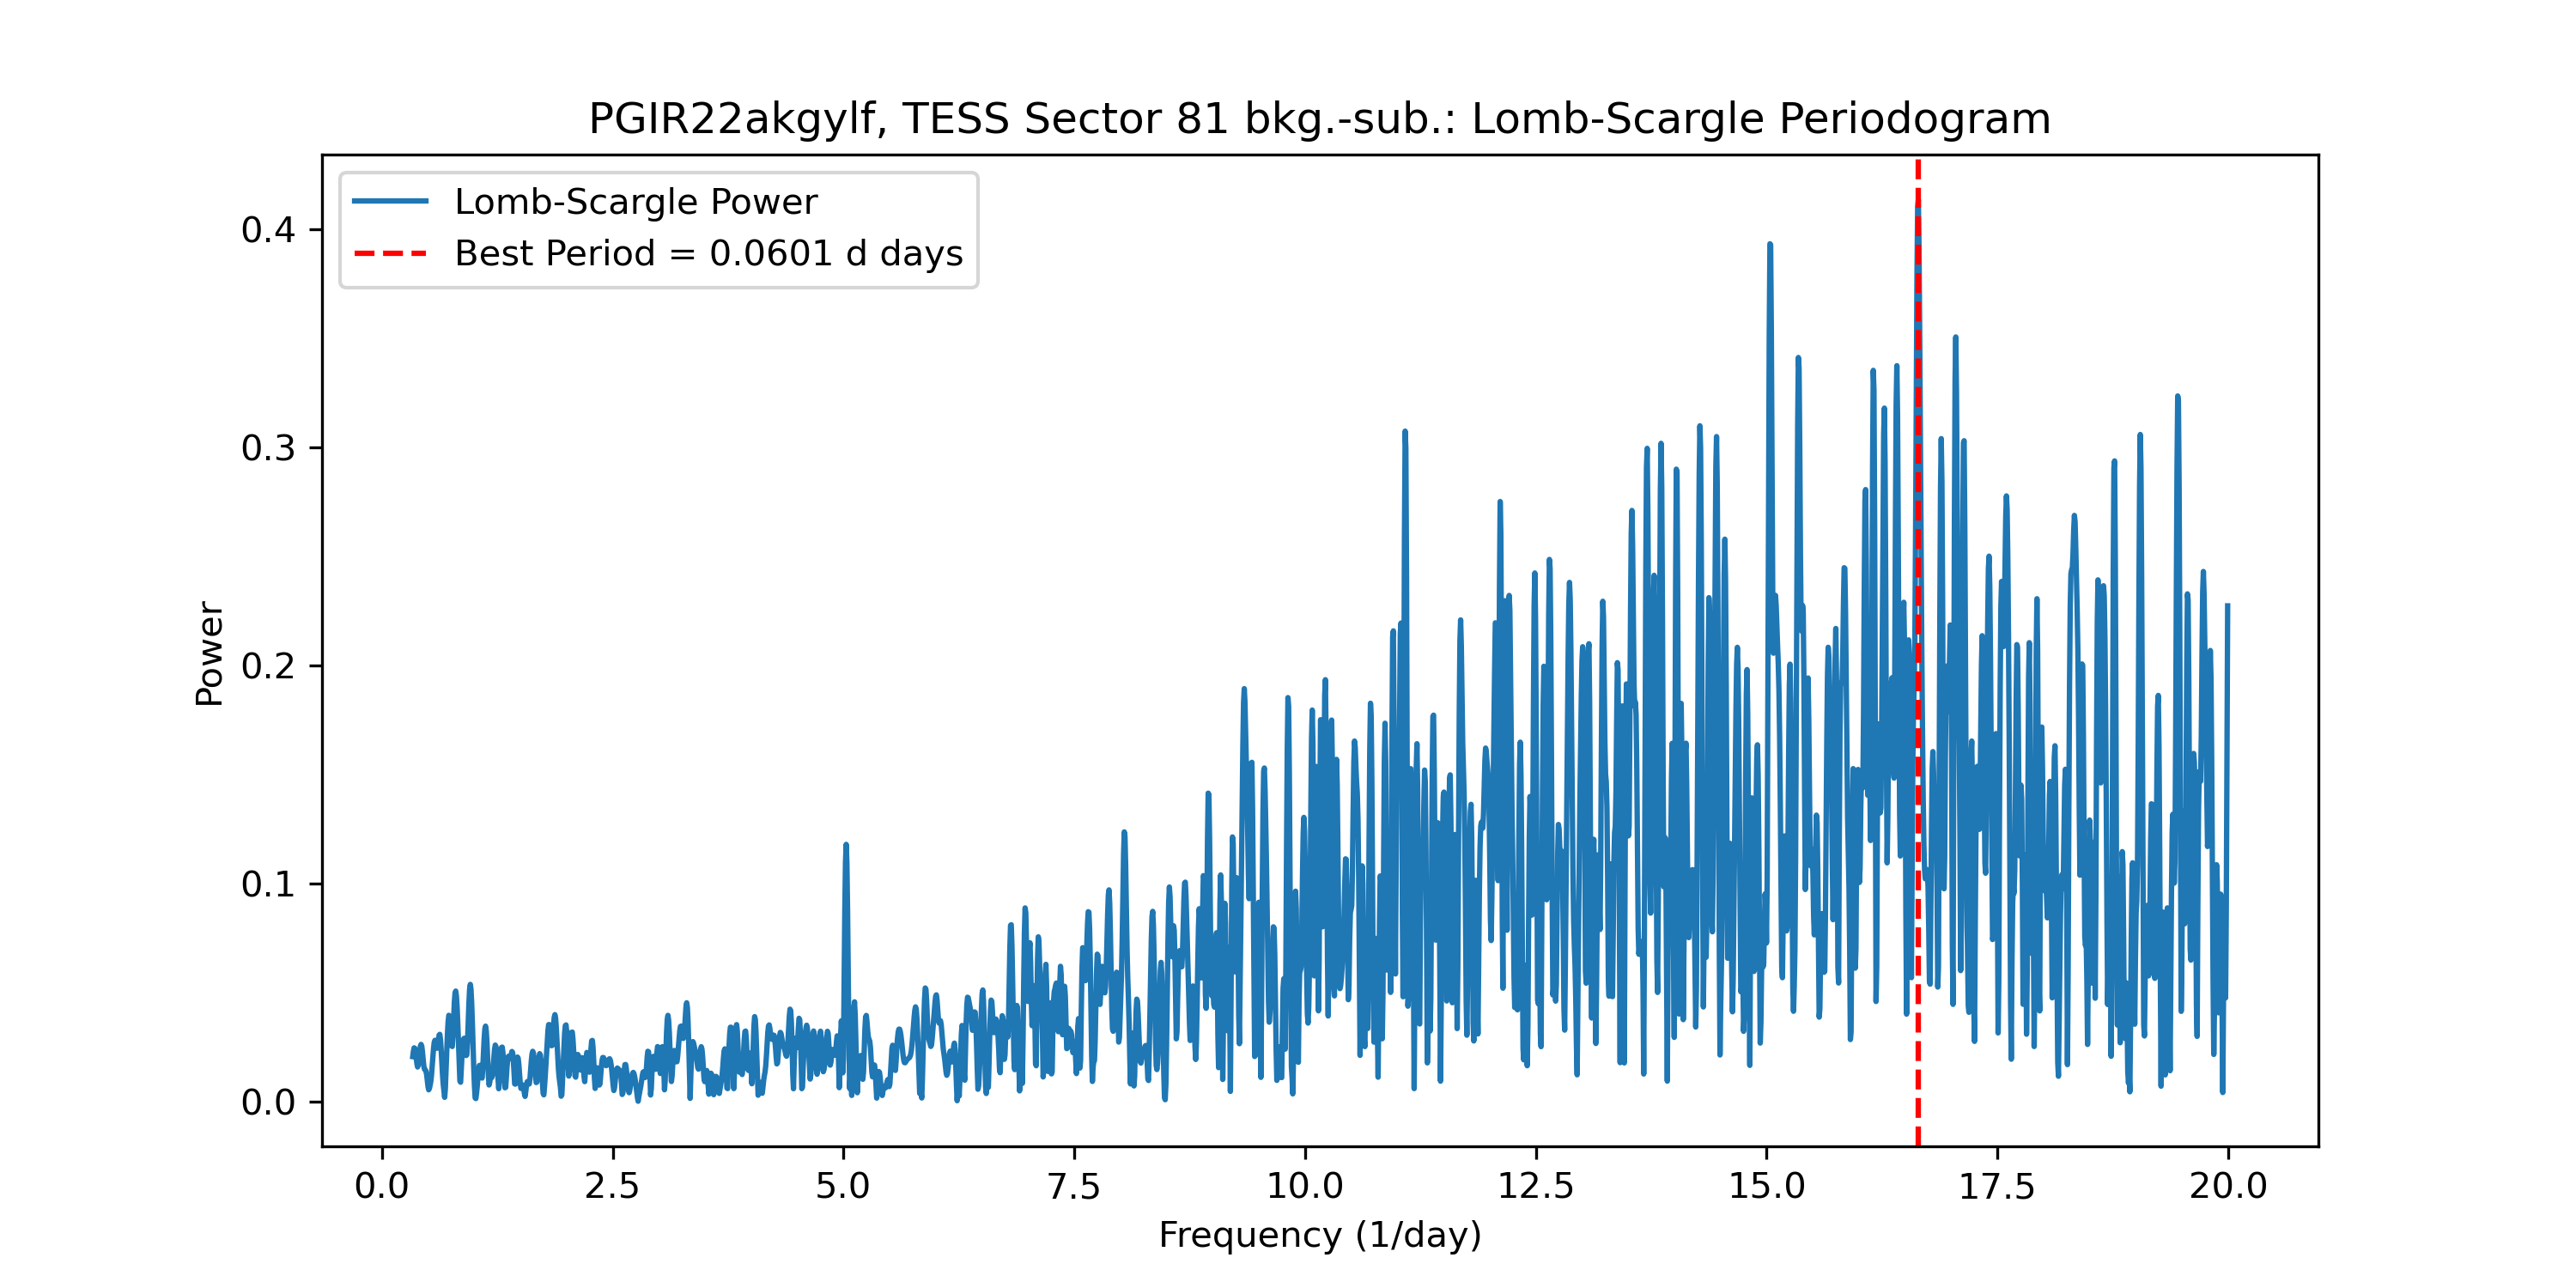 PGIR22akgylf, TESS Sector 81 bkg.-sub.: Lomb-Scargle Periodogram
Lomb-Scargle Power
Best Period = 0.0601 d days
Power
0.4
0.3
0.2
0.1
0.0
0.0 2.5 5.0 7.5 10.0 12.5 15.0 17.5 20.0
Frequency (1/day)